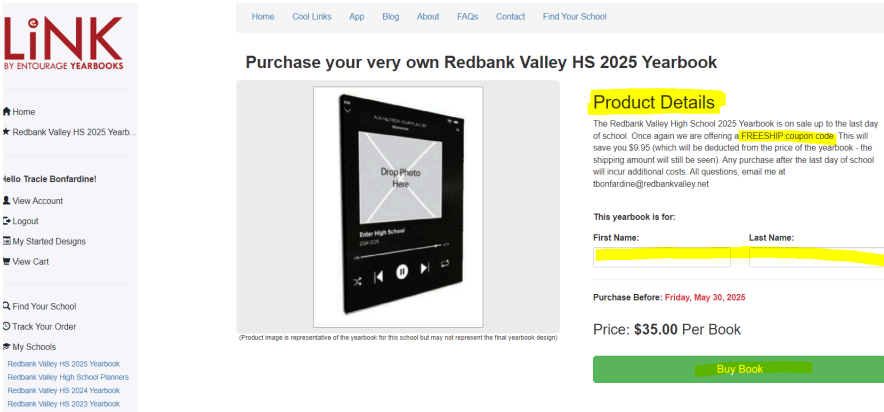 LiNK
BY ENTOURAGE YEARBOOKS
Home
Redbank Valley HS 2025 Yearb...
Hello Tracie Bonfardine!
View Account
Logout
My Started Designs
View Cart
Find Your School
Track Your Order
My Schools
Redbank Valley HS 2025 Yearbook
Redbank Valley High School Planners
Redbank Valley HS 2024 Yearbook
Redbank Valley HS 2023 Yearbook
Home Cool Links App Blog About FAQs Contact Find Your School
Purchase your very own Redbank Valley HS 2025 Yearbook
Drop Photo
Here
Enter High School
2024-2025
(Product image is representative of the yearbook for this school but may not represent the final yearbook design)
Product Details
The Redbank Valley High School 2025 Yearbook is on sale up to the last day
of school. Once again we are offering a FREESHIP coupon code. This will
save you $9.95 (which will be deducted from the price of the yearbook - the
shipping amount will still be seen). Any purchase after the last day of school
will incur additional costs. All questions, email me at
tbonfardine@redbankvalley.net
This yearbook is for:
First Name: Last Name:
Purchase Before: Friday, May 30, 2025
Price: $35.00 Per Book
Buy Book